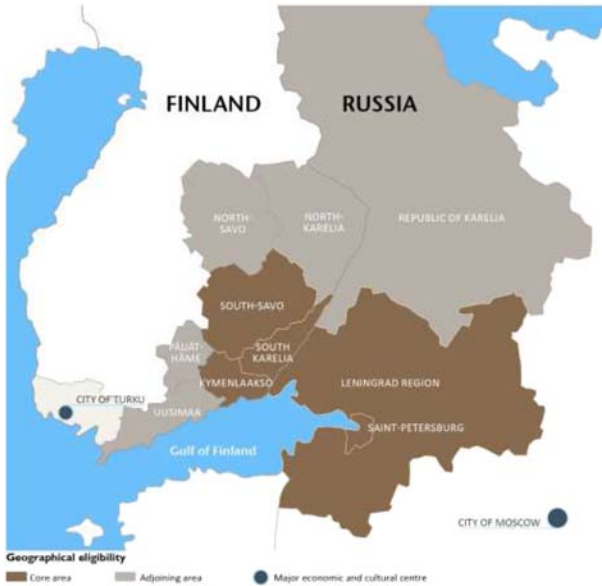 FINLAND
RUSSIA
NORTH-
SAVO
NORTH-
KARELIA
REPUBLIC OF KARELIA
SOUTH-SAVO
PÄIJÄT-
HÄME
SOUTH
KARELIA
KYMENLAAKSO
LENINGRAD REGION
CITY OF TURKU
UUSIMAA
SAINT-PETERSBURG
Gulf of Finland
CITY OF MOSCOW
Geographical eligibility
Core area
Adjoining area
Major economic and cultural centre